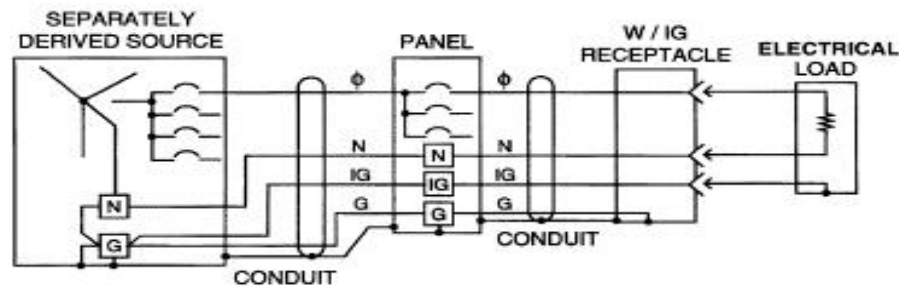 SEPARATELY
DERIVED SOURCE
PANEL
W / IG
RECEPTACLE
ELECTRICAL
LOAD
ϕ
ϕ
N
N
N
IG
IG
IG
G
G
G
N
G
CONDUIT
CONDUIT